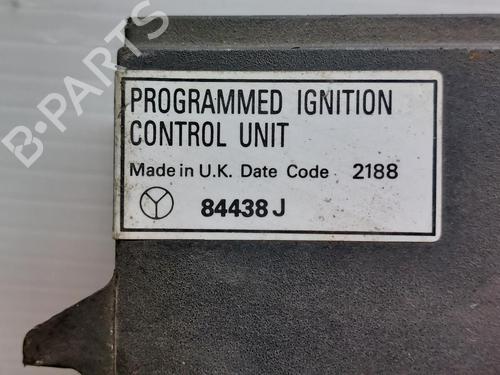 B-PARTS
PROGRAMMED IGNITION
CONTROL UNIT
Made in U.K. Date Code 2188
84438 J